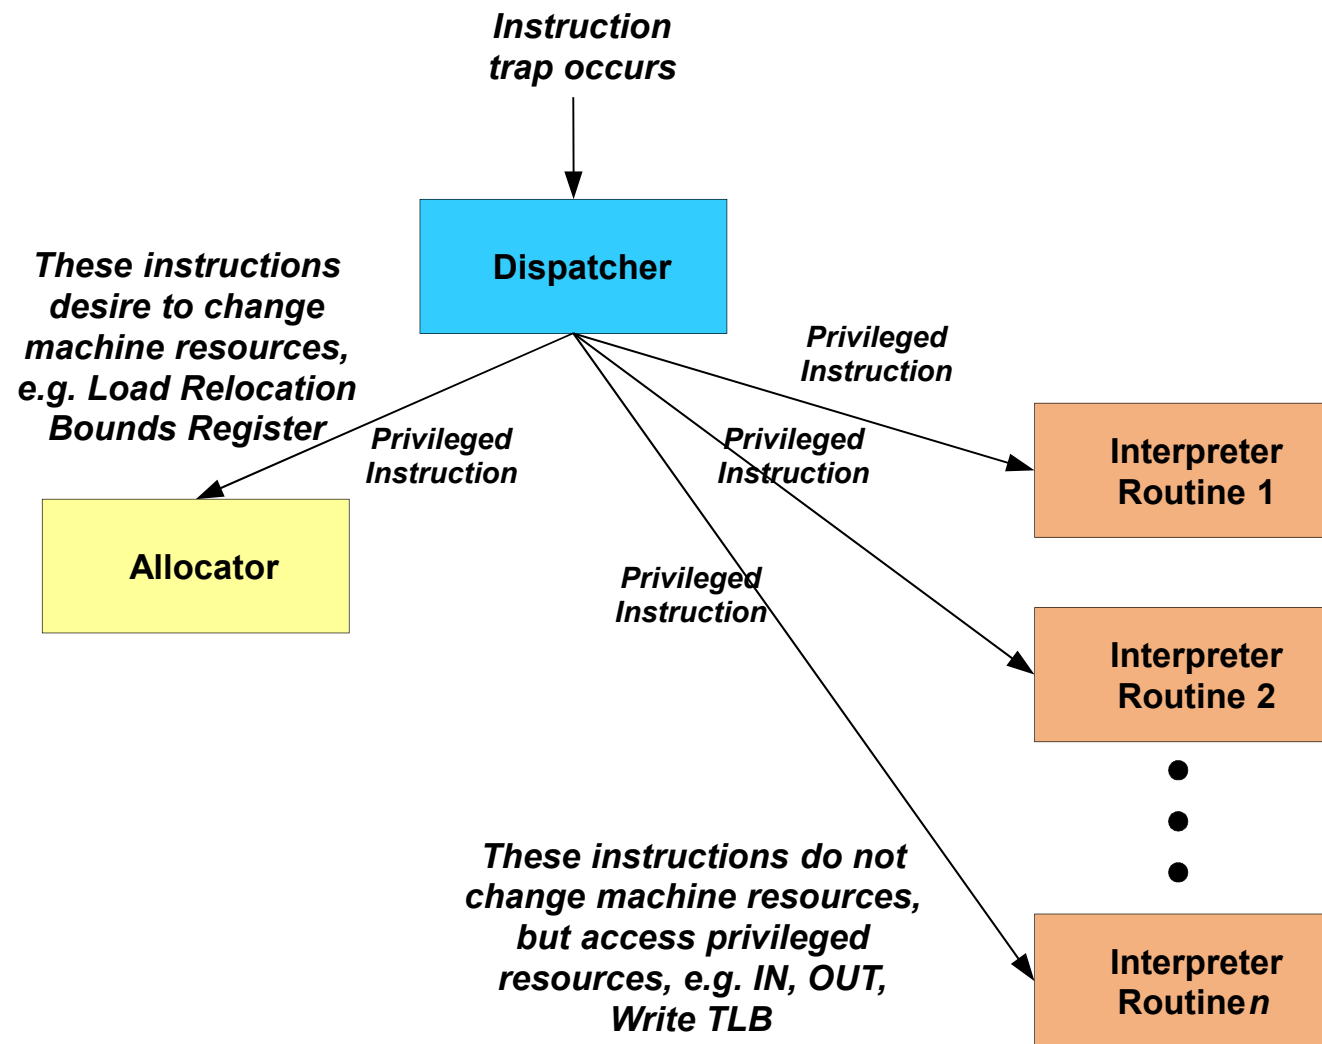 Instruction
trap occurs
Dispatcher
These instructions
desire to change
machine resources,
e.g. Load Relocation
Bounds Register
Privileged
Instruction
Privileged
Instruction
Privileged
Instruction
Interpreter
Routine 1
Allocator
Privileged
Instruction
Interpreter
Routine 2
These instructions do not
change machine resources,
but access privileged
resources, e.g. IN, OUT,
Write TLB
Interpreter
Routine n